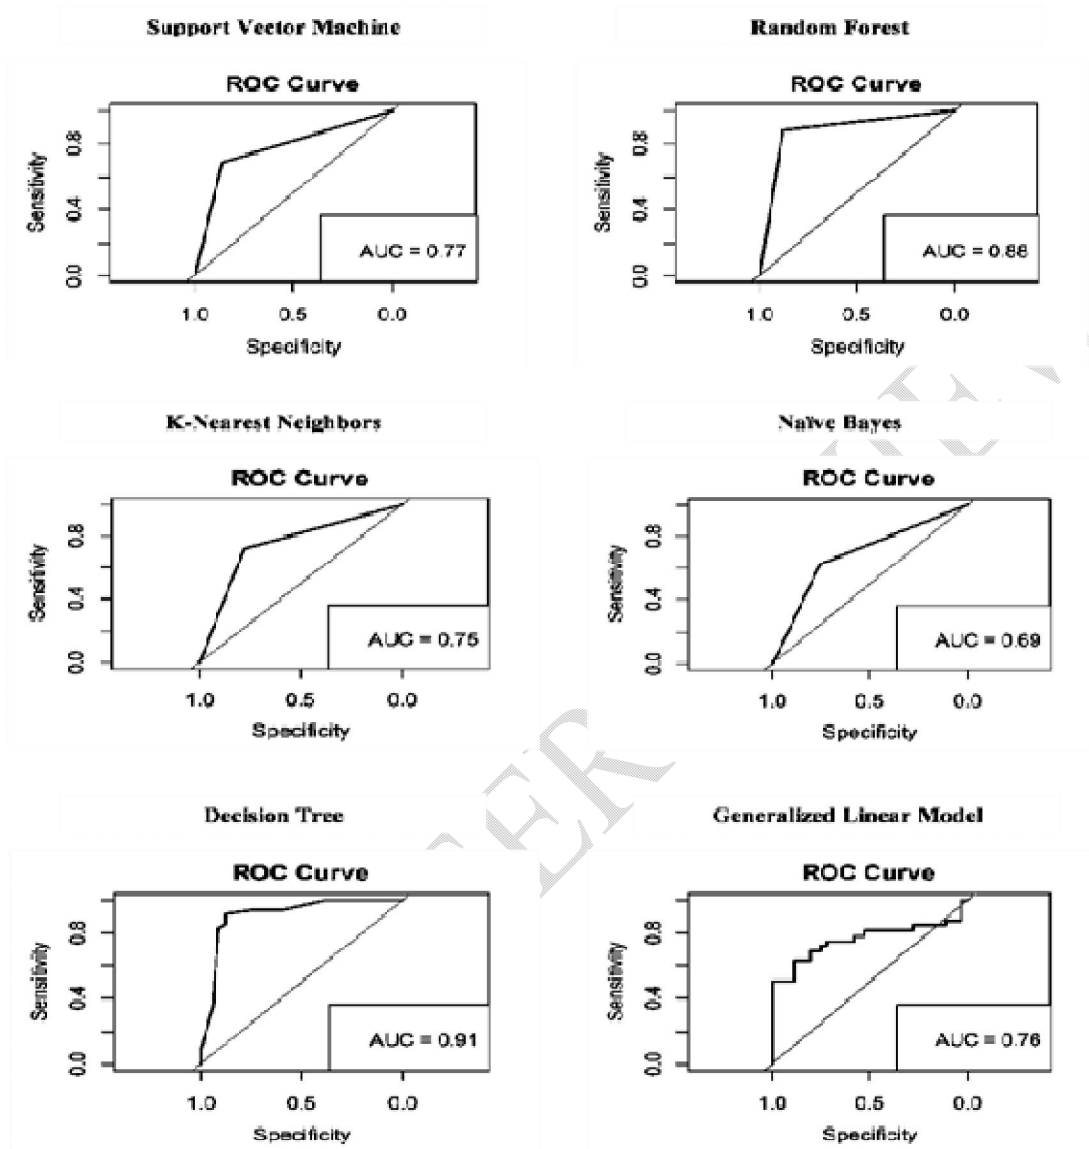 Support Vector Machine
ROC Curve
Sensitivity
0.0 0.4 0.8
AUC = 0.77
1.0 0.5 0.0
Specificity
Random Forest
ROC Curve
Sensitivity
0.0 0.4 0.8
AUC = 0.88
1.0 0.5 0.0
Specificity
K-Nearest Neighbors
ROC Curve
Sensitivity
0.0 0.4 0.8
AUC = 0.75
1.0 0.5 0.0
Specificity
Naïve Bayes
ROC Curve
Sensitivity
0.0 0.4 0.8
AUC = 0.69
1.0 0.5 0.0
Specificity
Decision Tree
ROC Curve
Sensitivity
0.0 0.4 0.8
AUC = 0.91
1.0 0.5 0.0
Specificity
Generalized Linear Model
ROC Curve
Sensitivity
0.0 0.4 0.8
AUC = 0.76
1.0 0.5 0.0
Specificity